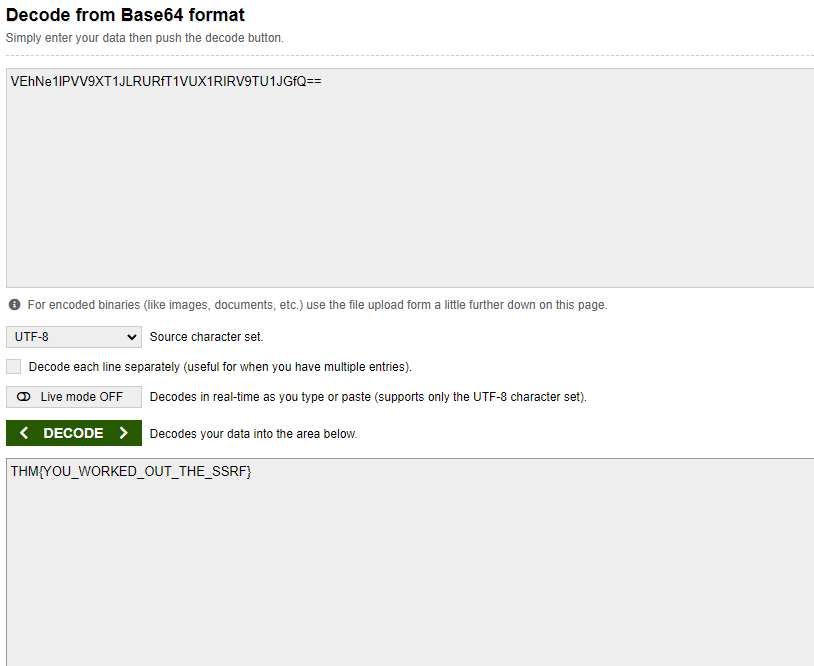 Decode from Base64 format
Simply enter your data then push the decode button.
VEhNe1lPVV9XT1JLRURfT1VUX1RIRV9TU1JGfQ==
For encoded binaries (like images, documents, etc.) use the file upload form a little further down on this page.
UTF-8 Source character set.
Decode each line separately (useful for when you have multiple entries).
Live mode OFF Decodes in real-time as you type or paste (supports only the UTF-8 character set).
DECODE Decodes your data into the area below.
THM{YOU_WORKED_OUT_THE_SSRF}